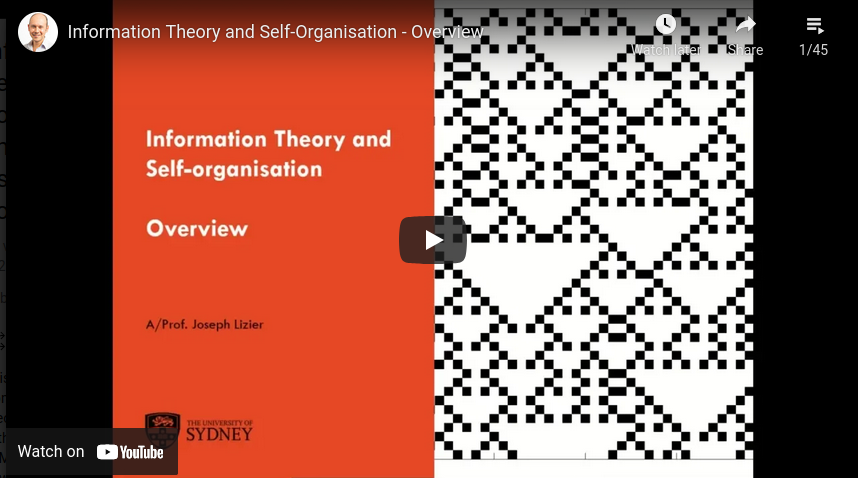 Information Theory and Self-Organisation - Overview
Watch later
Share
1/45
Information Theory and
Self-organisation
Overview
A/Prof. Joseph Lizier
THE UNIVERSITY OF
SYDNEY
Watch on YouTube